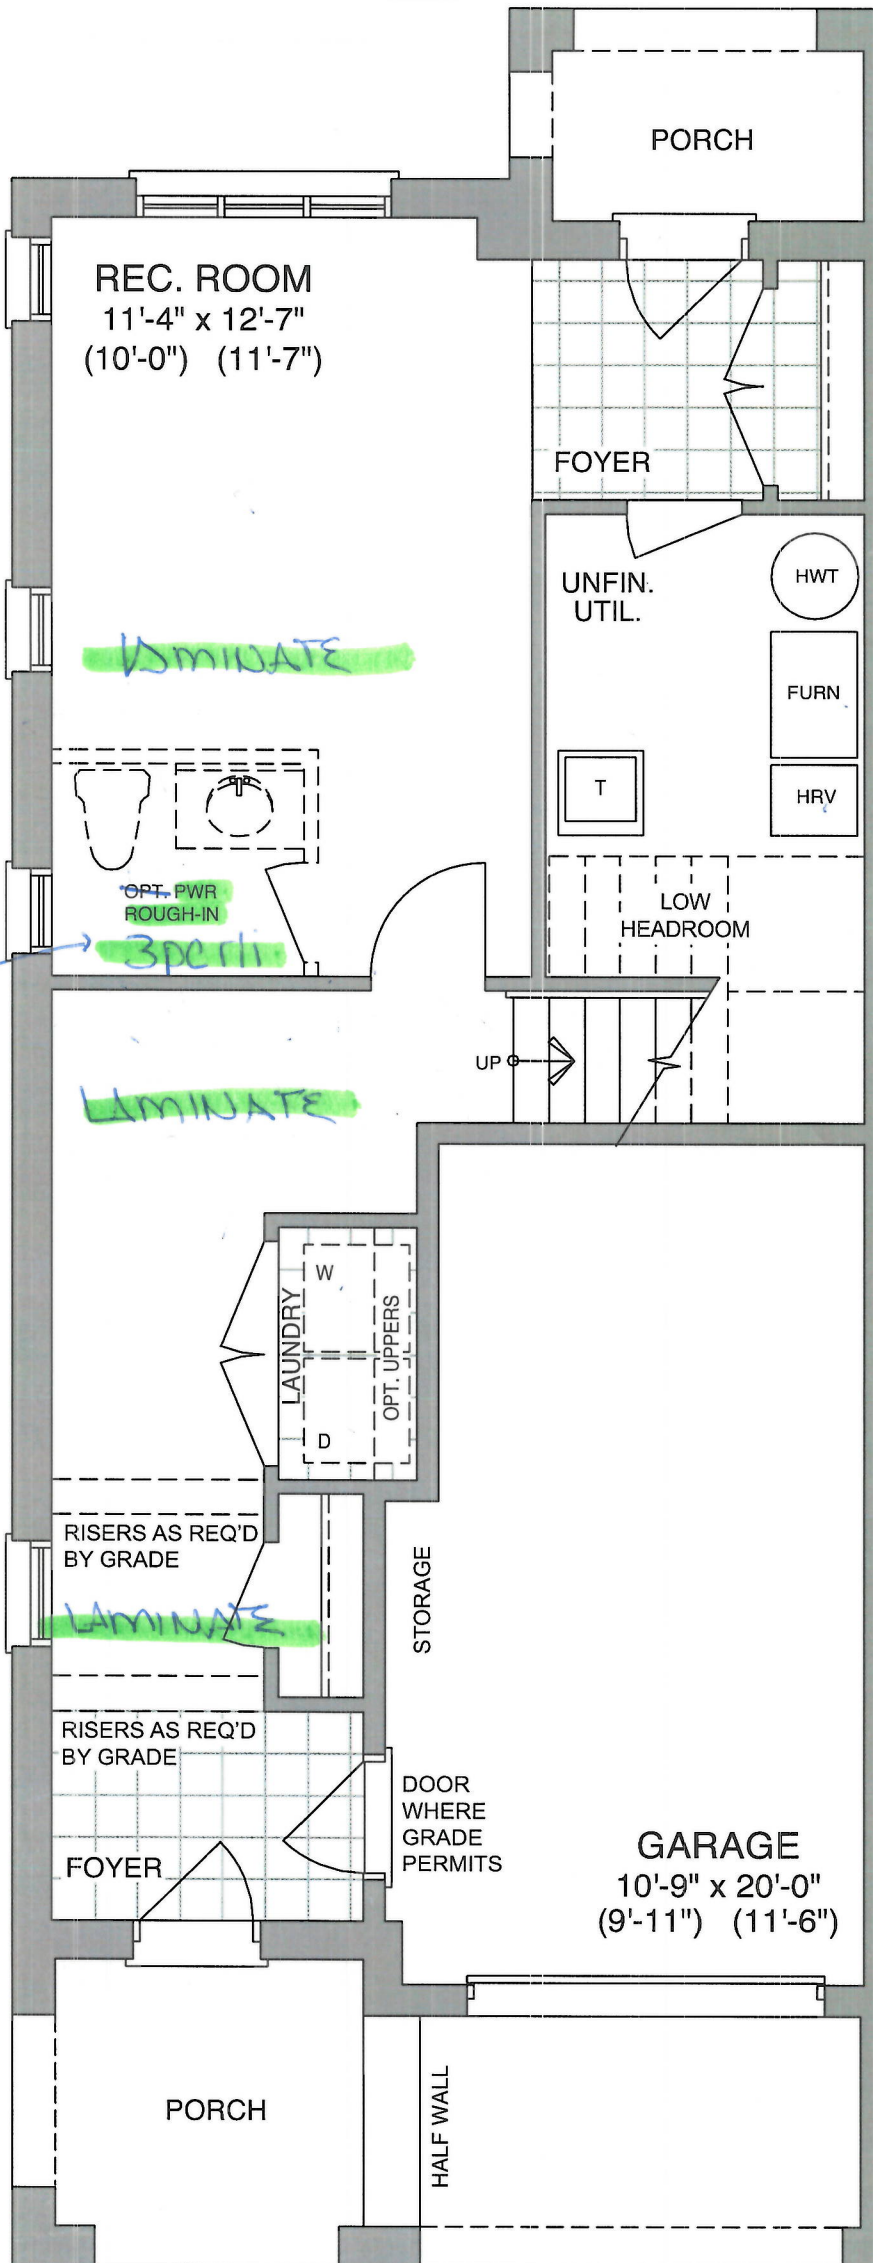 PORCH
REC. ROOM
11'-4" x 12'-7"
(10'-0") (11'-7")
FOYER
UNFIN.
UTIL.
HWT
FURN
HRV
T
LAMINATE
OPT. PWR
ROUGH-IN
3pc r/i
LOW
HEADROOM
UP
LAMINATE
LAUNDRY
W
D
OPT. UPPERS
RISERS AS REQ'D
BY GRADE
LAMINATE
STORAGE
RISERS AS REQ'D
BY GRADE
FOYER
DOOR
WHERE
GRADE
PERMITS
GARAGE
10'-9" x 20'-0"
(9'-11") (11'-6")
PORCH
HALF WALL